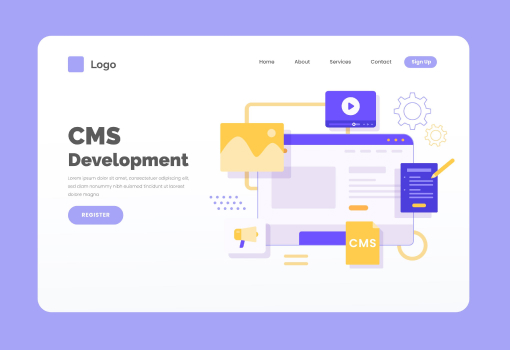 Logo
Home About Services Contact Sign Up
CMS
Development
Lorem ipsum dolor sit amet, consectetuer adipiscing elit,
sed diam nonummy nibh euismod tincidunt ut laoreet
dolore magna
REGISTER
CMS